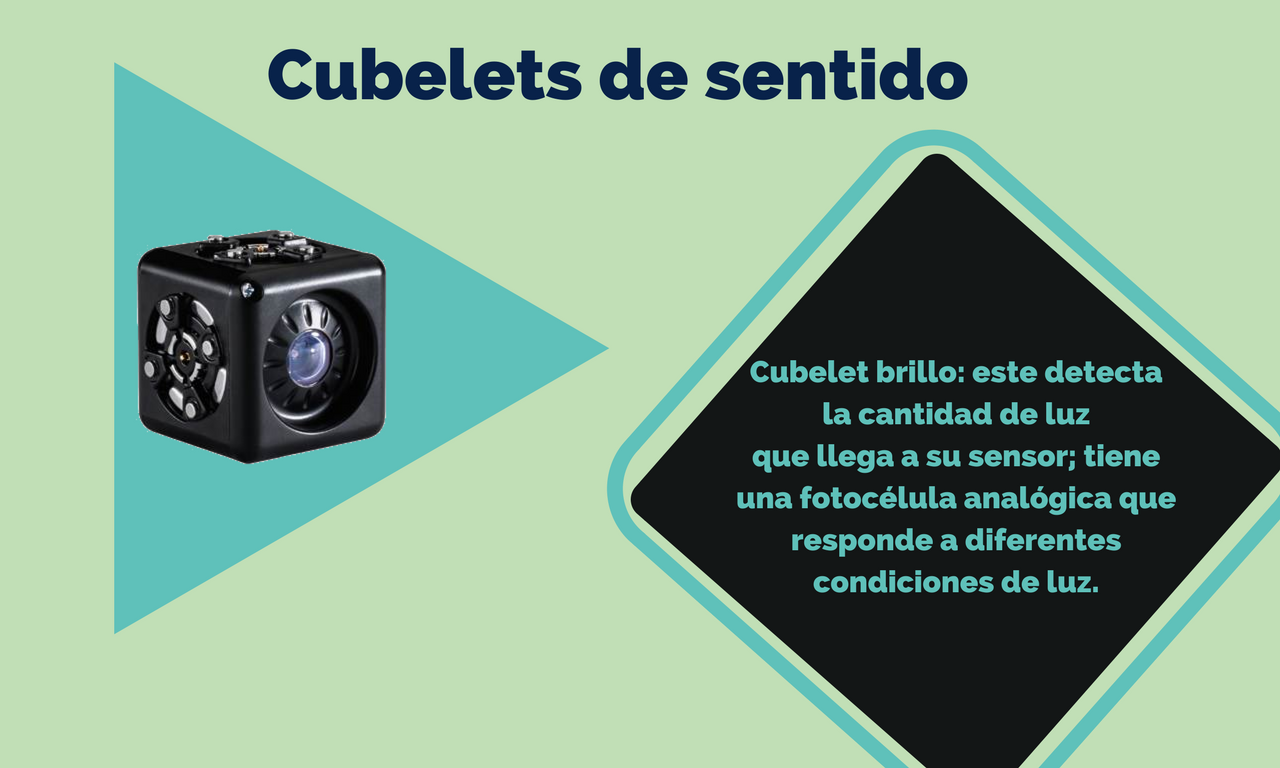 Cubelets de sentido
Cubelet brillo: este detecta
la cantidad de luz
que llega a su sensor; tiene
una fotocélula analógica que
responde a diferentes
condiciones de luz.